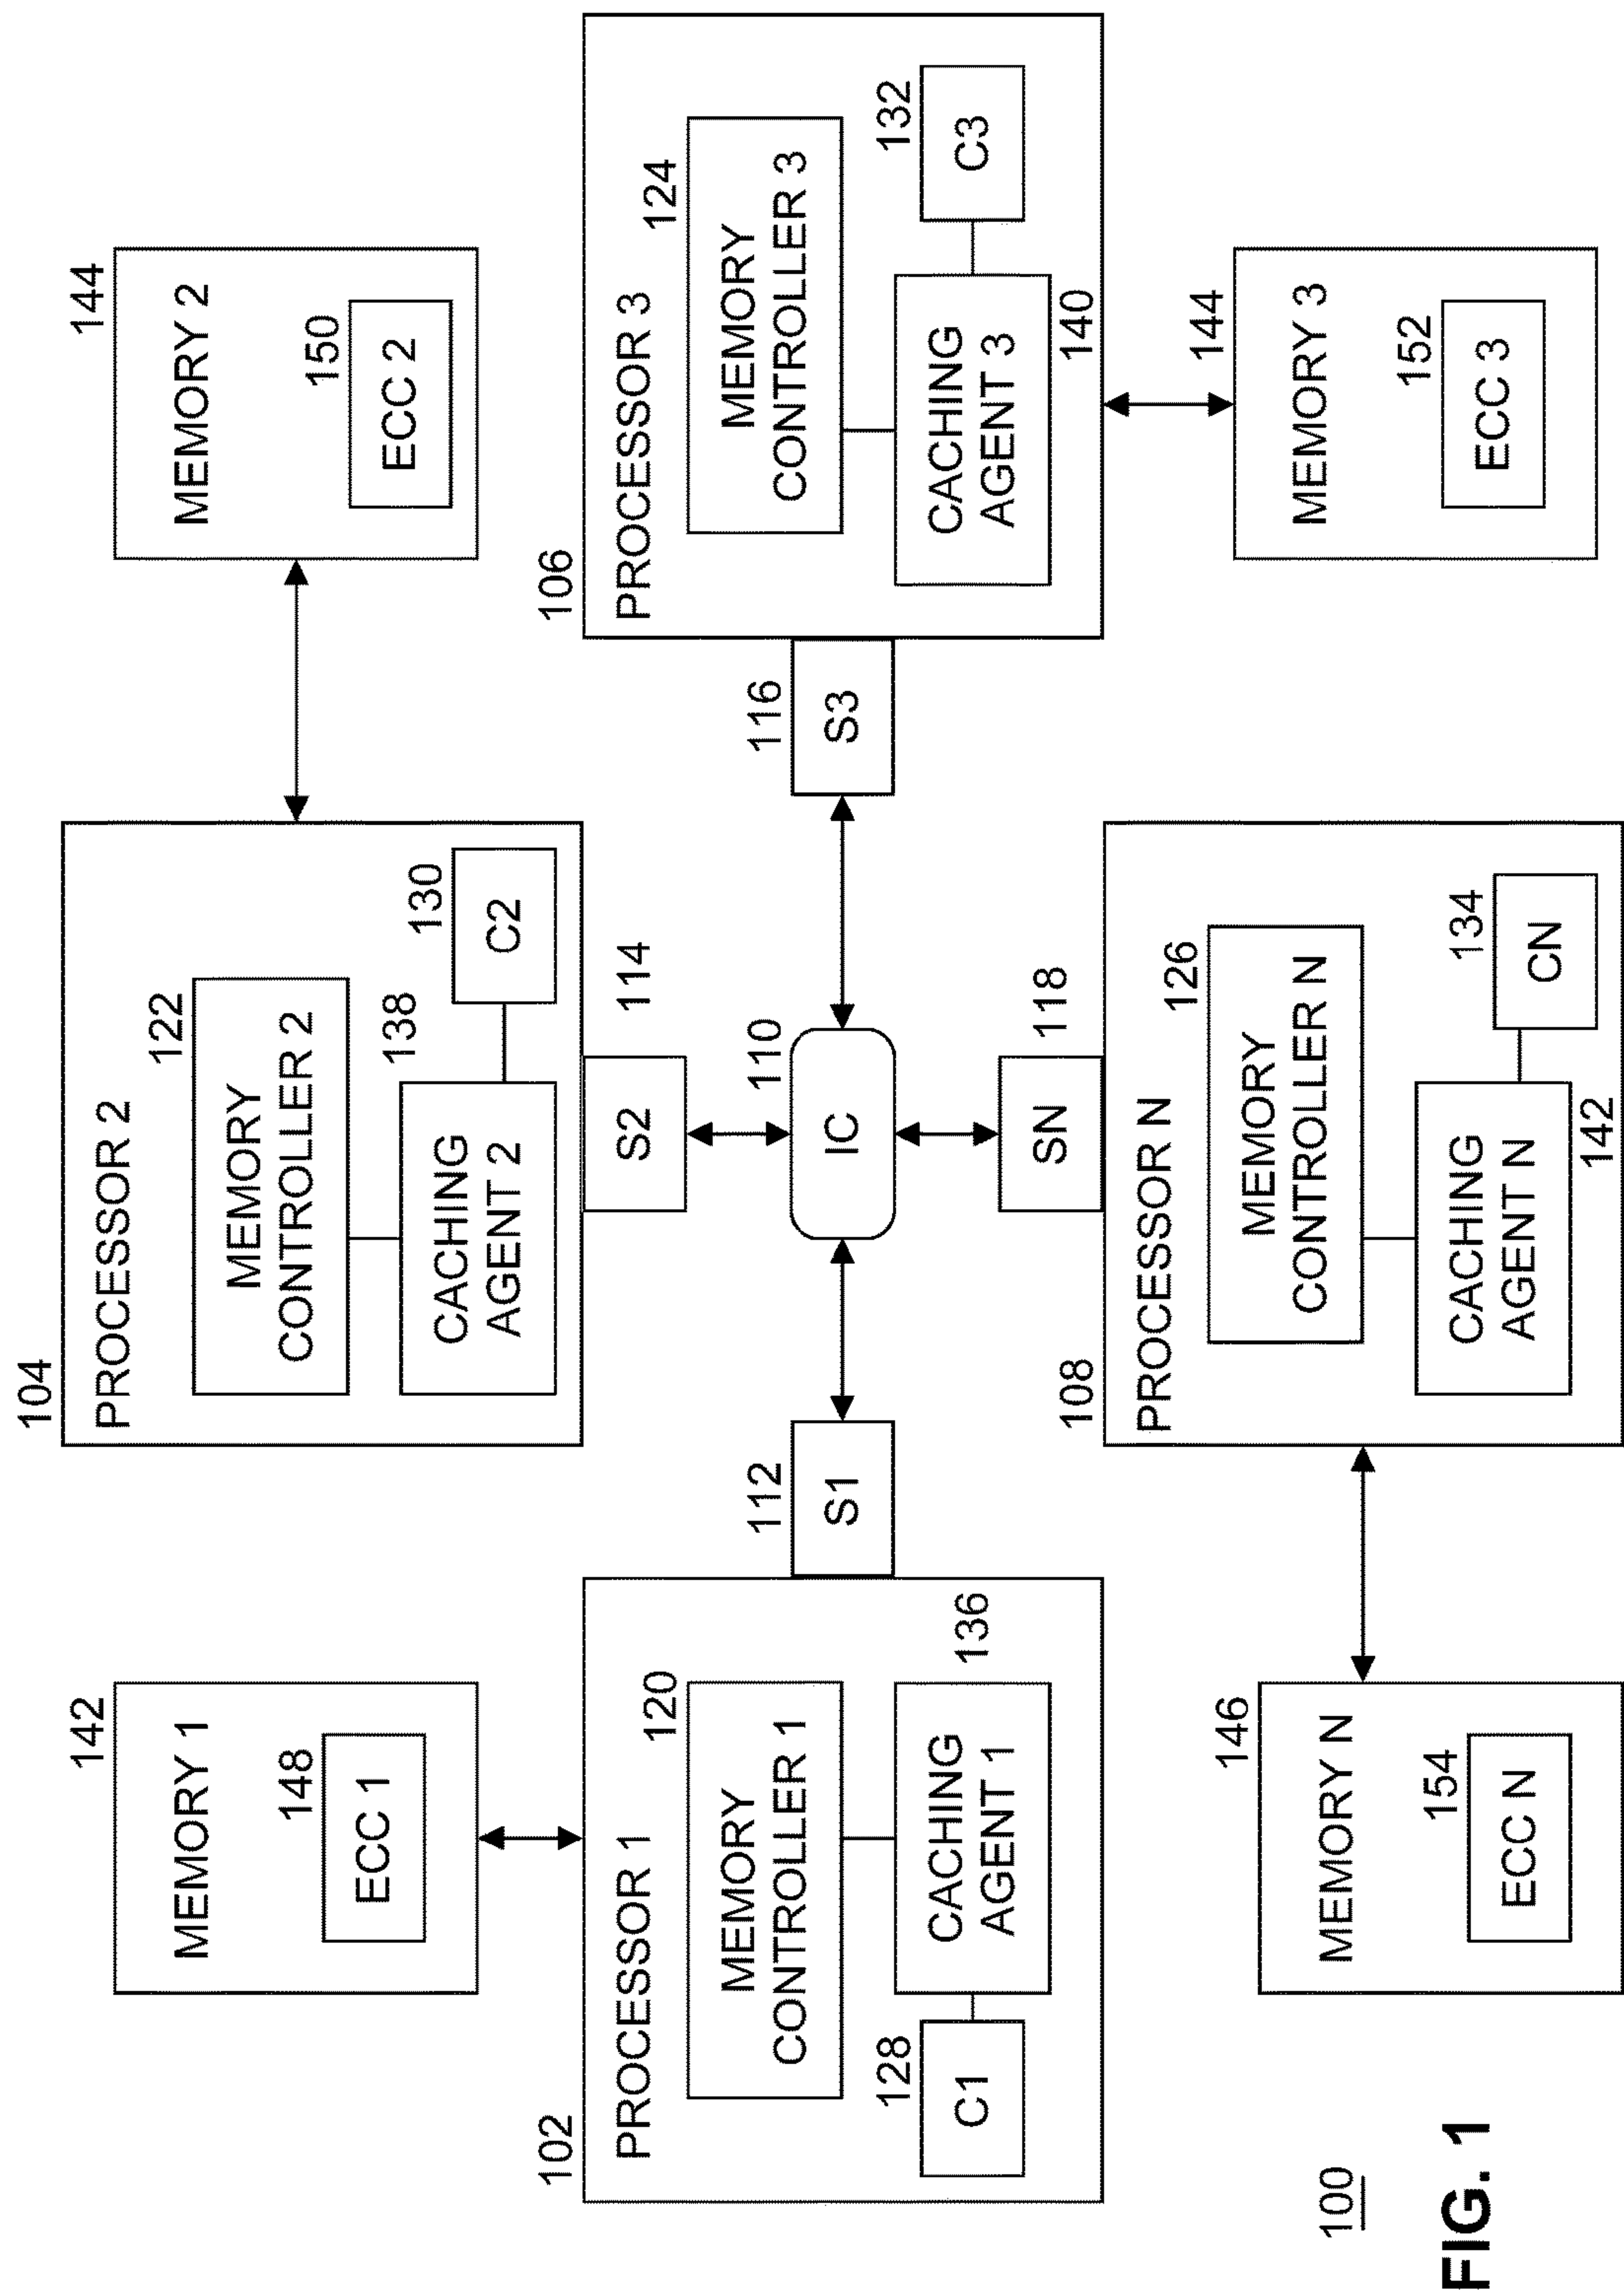 104
PROCESSOR 2
122
MEMORY
CONTROLLER 2
138
CACHING
AGENT 2
130
C2
114
S2
144
MEMORY 2
150
ECC 2
142
MEMORY 1
148
ECC 1
102
PROCESSOR 1
120
MEMORY
CONTROLLER 1
136
CACHING
AGENT 1
128
C1
112
S1
110
IC
116
S3
106
PROCESSOR 3
124
MEMORY
CONTROLLER 3
132
C3
CACHING
AGENT 3
140
118
SN
108
PROCESSOR N
126
MEMORY
CONTROLLER N
134
CN
CACHING
AGENT N
142
146
MEMORY N
154
ECC N
144
MEMORY 3
152
ECC 3
100
FIG. 1